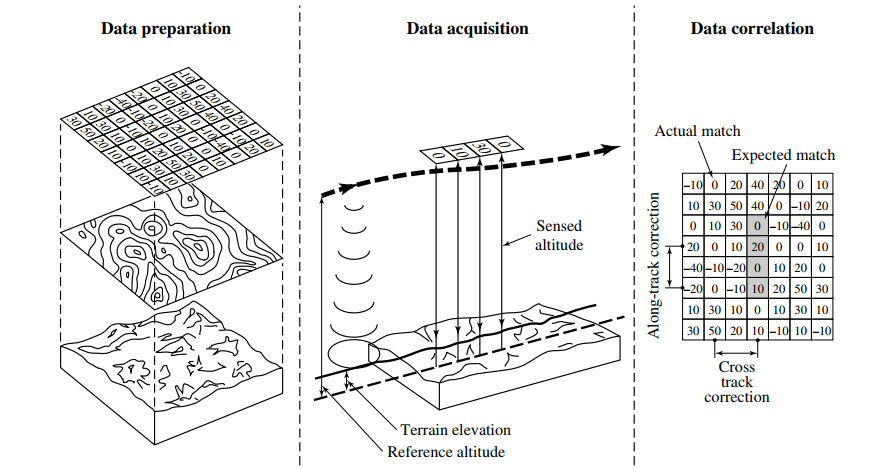 Data preparation
Data acquisition
0 10 30 0
Sensed
altitude
Terrain elevation
Reference altitude
Data correlation
Actual match
Expected match
−10 0 20 40 20 0 10
10 30 50 40 0 −10 20
0 10 30 0 −10 −40 0
20 0 10 20 0 0 10
−40 −10 −20 0 10 20 0
−20 0 −10 10 20 50 30
10 30 10 0 10 30 10
30 50 20 10 −10 10 −10
Along-track correction
Cross
track
correction